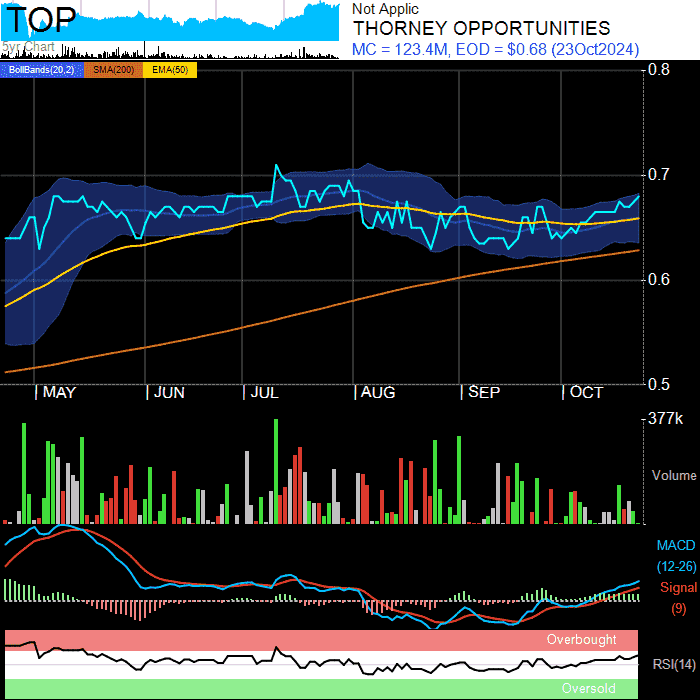 TOP
5yr Chart
Not Applic
THORNEY OPPORTUNITIES
MC = 123.4M, EOD = $0.68 (23Oct2024)
BollBands(20,2) SMA(200) EMA(50)
0.8
0.7
0.6
0.5
| MAY | JUN | JUL | AUG | SEP | OCT
377k
Volume
MACD
(12-26)
Signal
(9)
Overbought
RSI(14)
Oversold